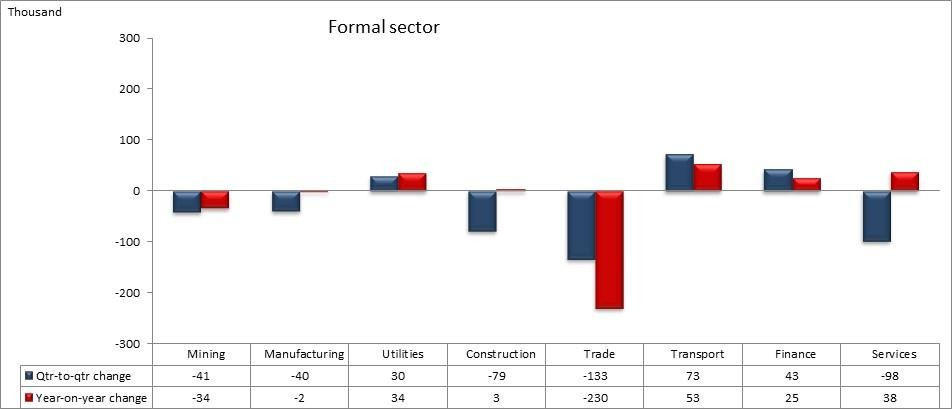 Thousand
Formal sector
300
200
100
0
-100
-200
-300
Mining Manufacturing Utilities Construction Trade Transport Finance Services
Qtr-to-qtr change -41 -40 30 -79 -133 73 43 -98
Year-on-year change -34 -2 34 3 -230 53 25 38